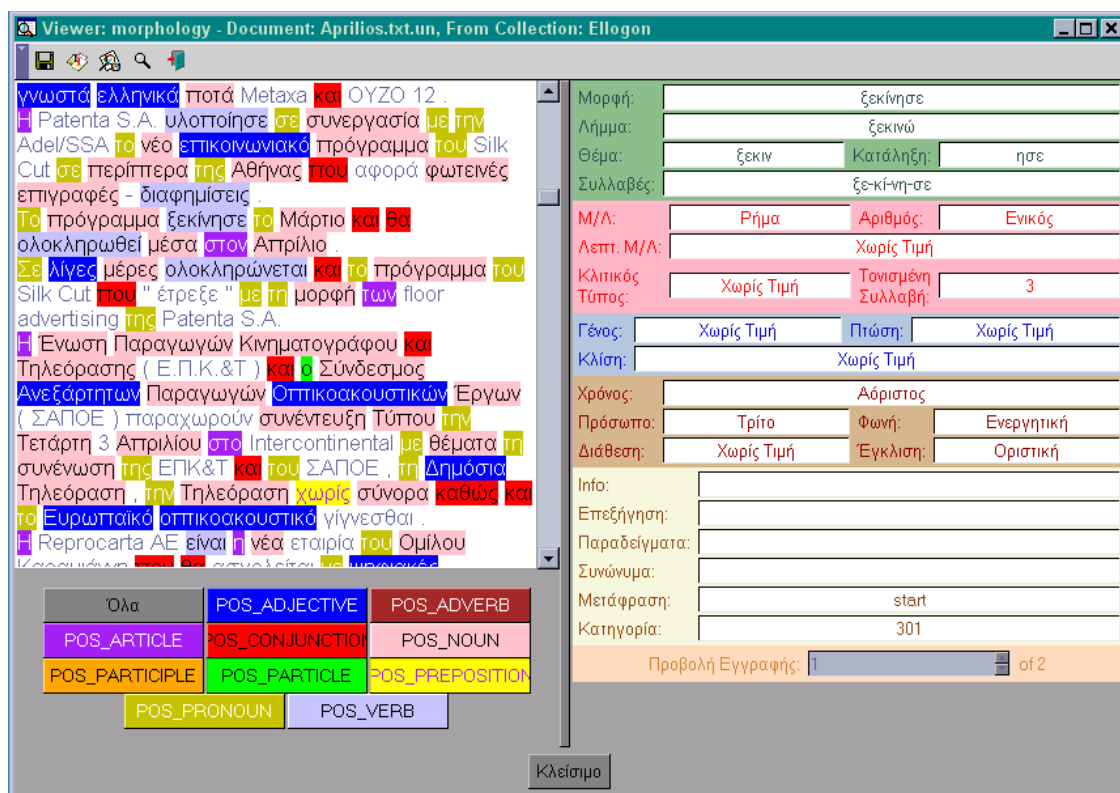 Viewer: morphology - Document: Aprilios.txt.un, From Collection: Ellogon
γνωστά ελληνικά ποτά Metaxa και ΟΥΖΟ 12 .
Η Patenta S.A. υλοποίησε σε συνεργασία με την
Adel/SSA το νέο επικοινωνιακό πρόγραμμα του Silk
Cut σε περίπτερα της Αθήνας που αφορά φωτεινές
επιγραφές - διαφημίσεις .
Το πρόγραμμα ξεκίνησε το Μάρτιο και θα
ολοκληρωθεί μέσα στον Απρίλιο .
Σε λίγες μέρες ολοκληρώνεται και το πρόγραμμα του
Silk Cut που " έτρεξε " με τη μορφή των floor
advertising της Patenta S.A.
Η Ένωση Παραγωγών Κινηματογράφου και
Τηλεόρασης ( Ε.Π.Κ.&Τ ) και ο Σύνδεσμος
Ανεξάρτητων Παραγωγών Οπτικοακουστικών Έργων
( ΣΑΠΟΕ ) παραχωρούν συνέντευξη Τύπου την
Τετάρτη 3 Απριλίου στο Intercontinental με θέματα τη
συνένωση της ΕΠΚ&Τ και του ΣΑΠΟΕ , τη Δημόσια
Τηλεόραση , την Τηλεόραση χωρίς σύνορα καθώς και
το Ευρωπαϊκό οπτικοακουστικό γίγνεσθαι .
Η Reprocarta ΑΕ είναι η νέα εταιρία του Ομίλου
Καραμιάνη που θα ασχολείται με ψηφιακές
Όλα POS_ADJECTIVE POS_ADVERB
POS_ARTICLE POS_CONJUNCTION POS_NOUN
POS_PARTICIPLE POS_PARTICLE POS_PREPOSITION
POS_PRONOUN POS_VERB
Μορφή: ξεκίνησε
Λήμμα: ξεκινώ
Θέμα: ξεκιν Κατάληξη: ησε
Συλλαβές: ξε-κί-νη-σε
Μ/Λ: Ρήμα Αριθμός: Ενικός
Λεπτ. Μ/Λ: Χωρίς Τιμή
Κλιτικός Τύπος: Χωρίς Τιμή Τονισμένη Συλλαβή: 3
Γένος: Χωρίς Τιμή Πτώση: Χωρίς Τιμή
Κλίση: Χωρίς Τιμή
Χρόνος: Αόριστος
Πρόσωπο: Τρίτο Φωνή: Ενεργητική
Διάθεση: Χωρίς Τιμή Έγκλιση: Οριστική
Info:
Επεξήγηση:
Παραδείγματα:
Συνώνυμα:
Μετάφραση: start
Κατηγορία: 301
Προβολή Εγγραφής: 1 of 2
Κλείσιμο